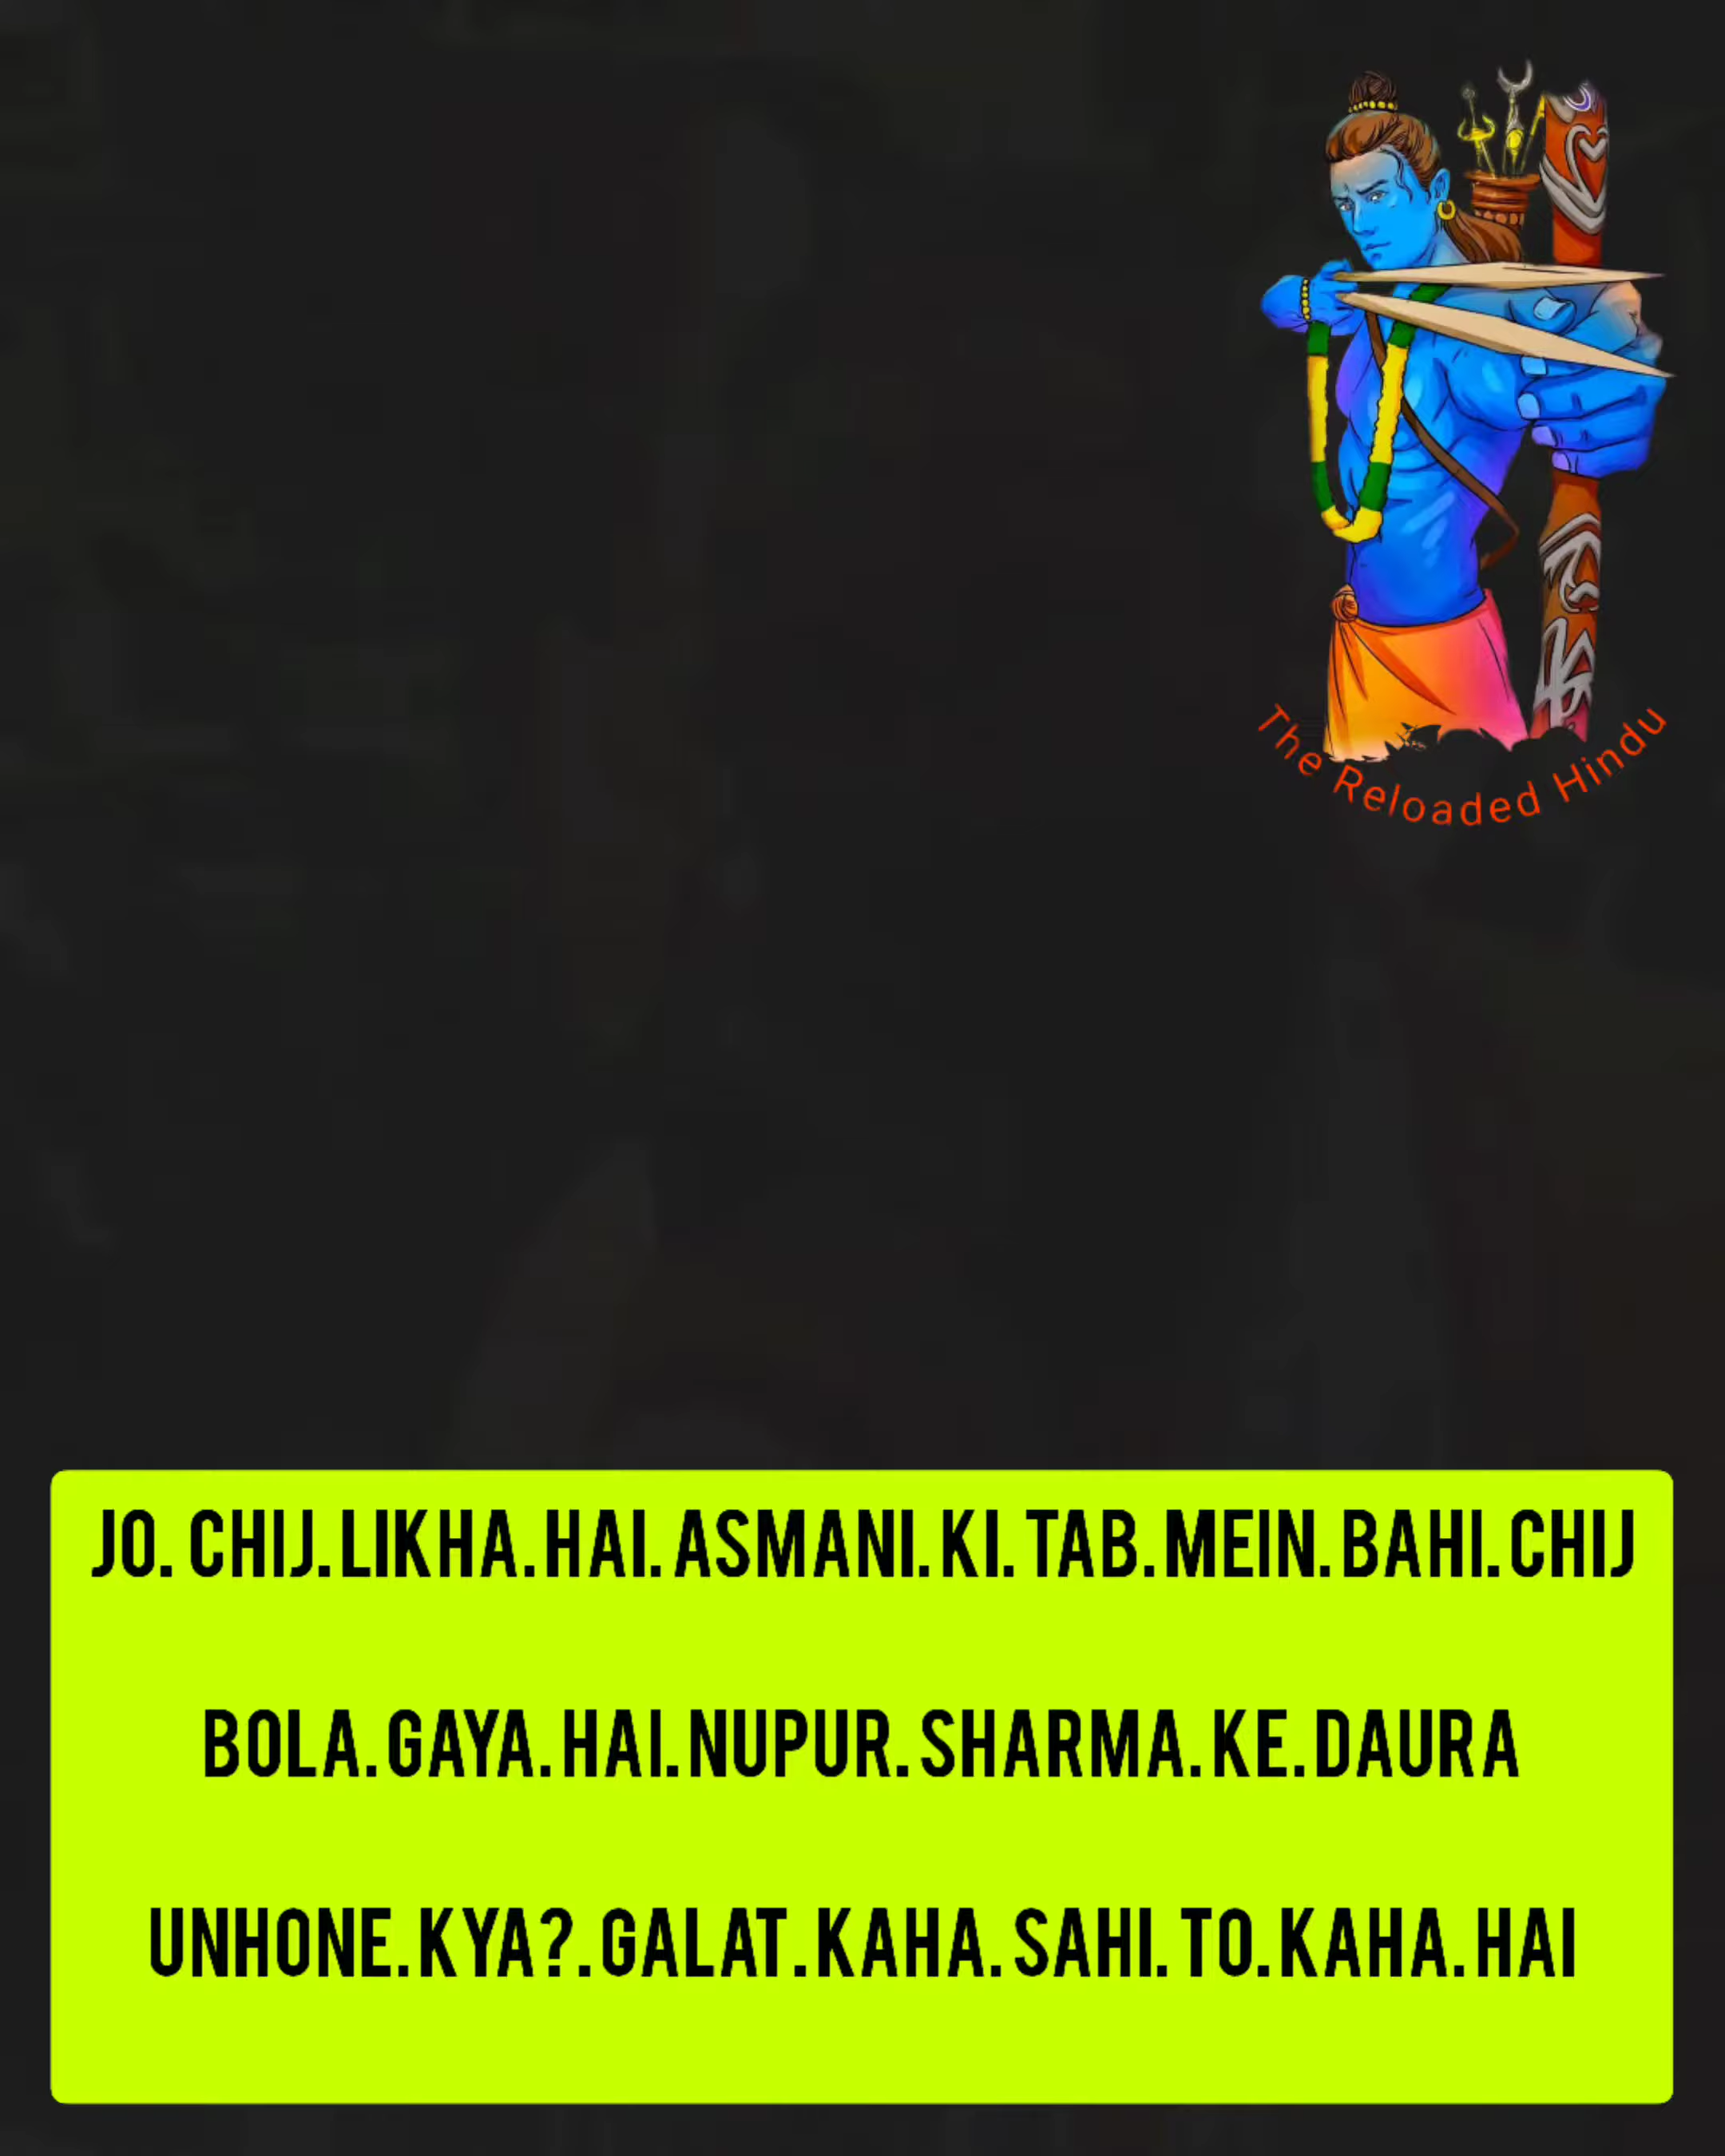 The Reloaded Hindu
JO. CHIJ.LIKHA.HAI.ASMANI.KI.TAB.MEIN.BAHI.CHIJ
BOLA.GAYA.HAI.NUPUR.SHARMA.KE.DAURA
UNHONE.KYA?.GALAT.KAHA.SAHI.TO.KAHA.HAI